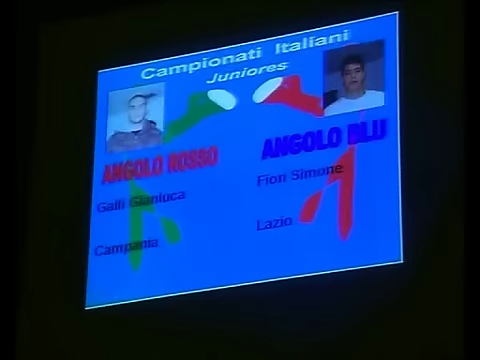 Campionati Italiani
Juniores
ANGOLO ROSSO
ANGOLO BLU
Galli Gianluca
Fiori Simone
Campania
Lazio